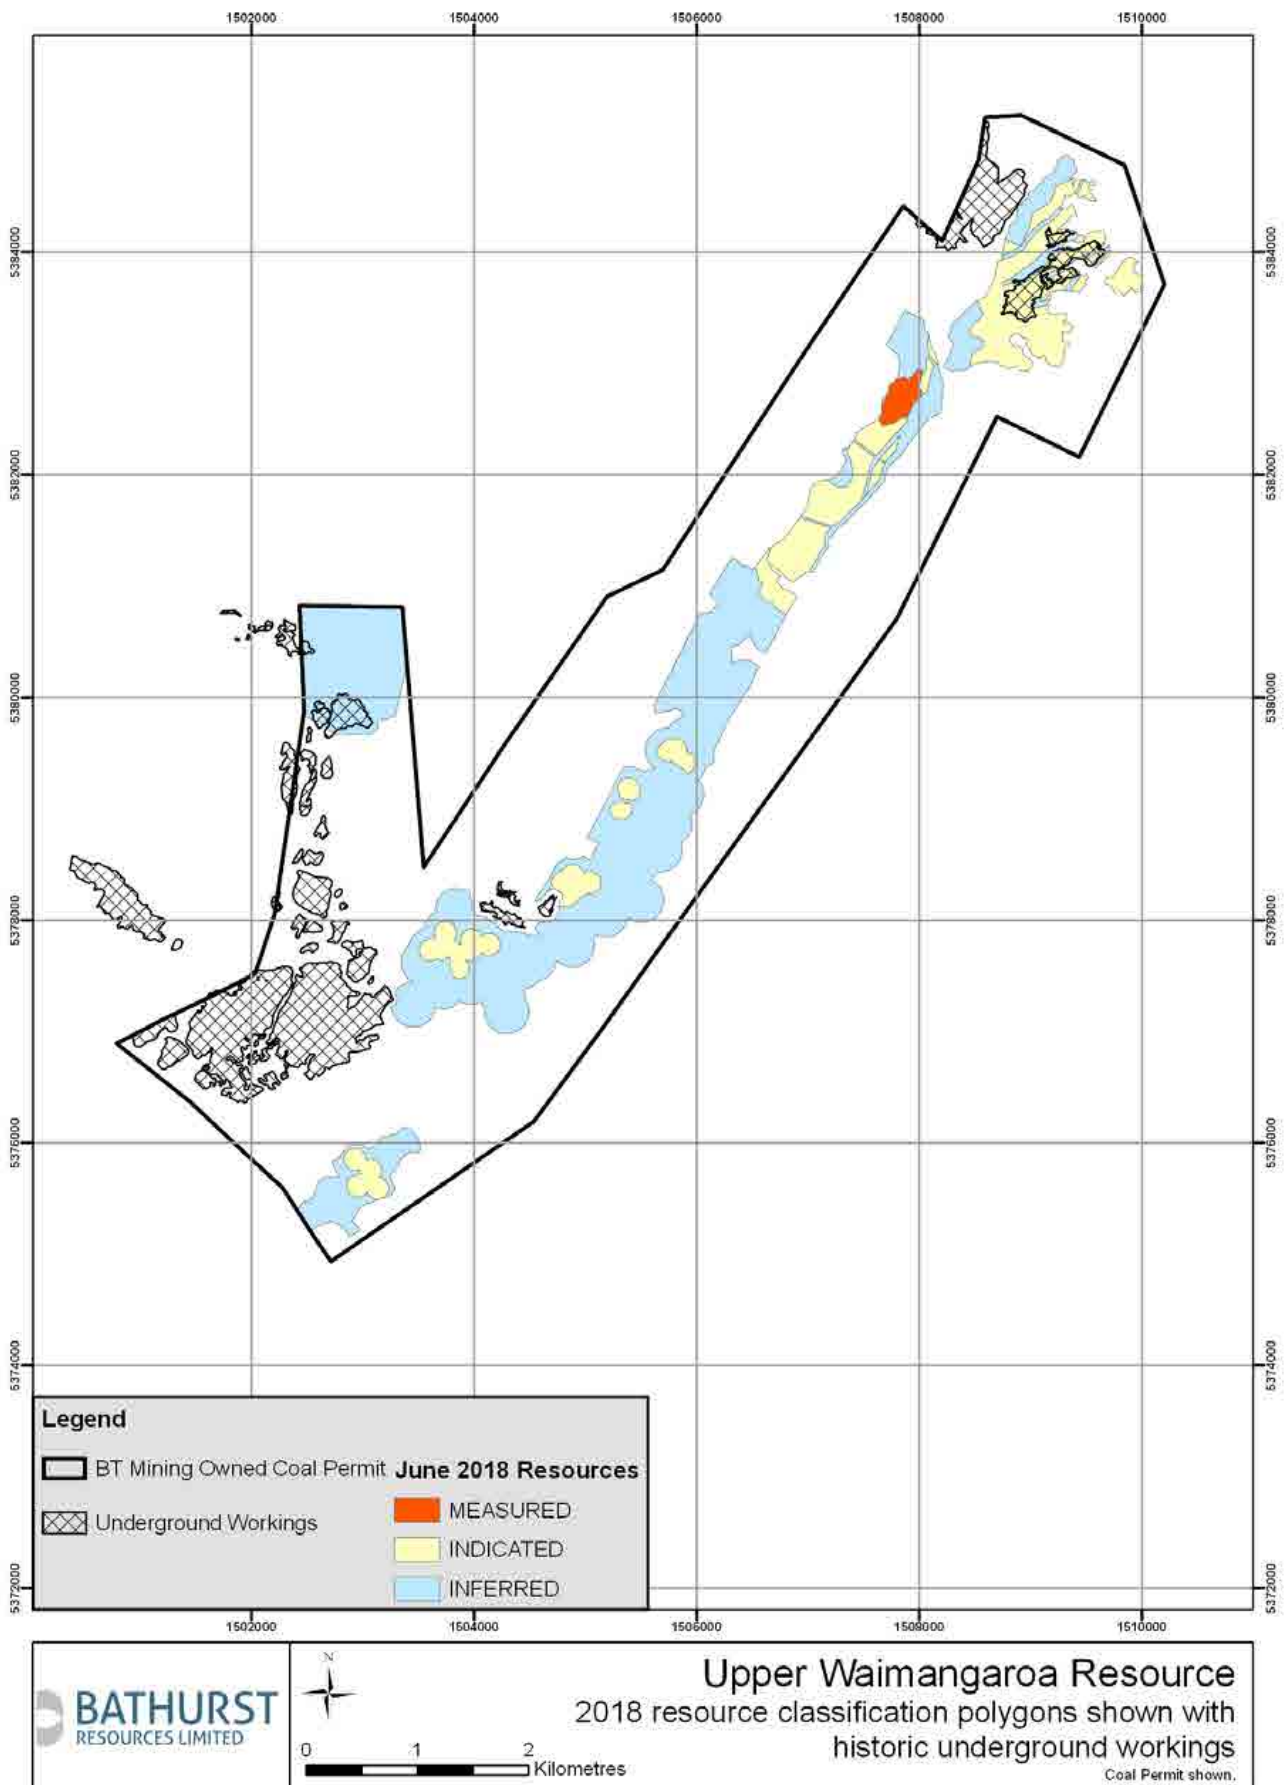 1502000 1504000 1506000 1508000 1510000
5384000 5384000
5382000 5382000
5380000 5380000
5378000 5378000
5376000 5376000
5374000 5374000
5372000 5372000
Legend
BT Mining Owned Coal Permit
Underground Workings
June 2018 Resources
MEASURED
INDICATED
INFERRED
1502000 1504000 1506000 1508000 1510000
BATHURST
RESOURCES LIMITED
N
0 1 2
Kilometres
Upper Waimangaroa Resource
2018 resource classification polygons shown with
historic underground workings
Coal Permit shown.